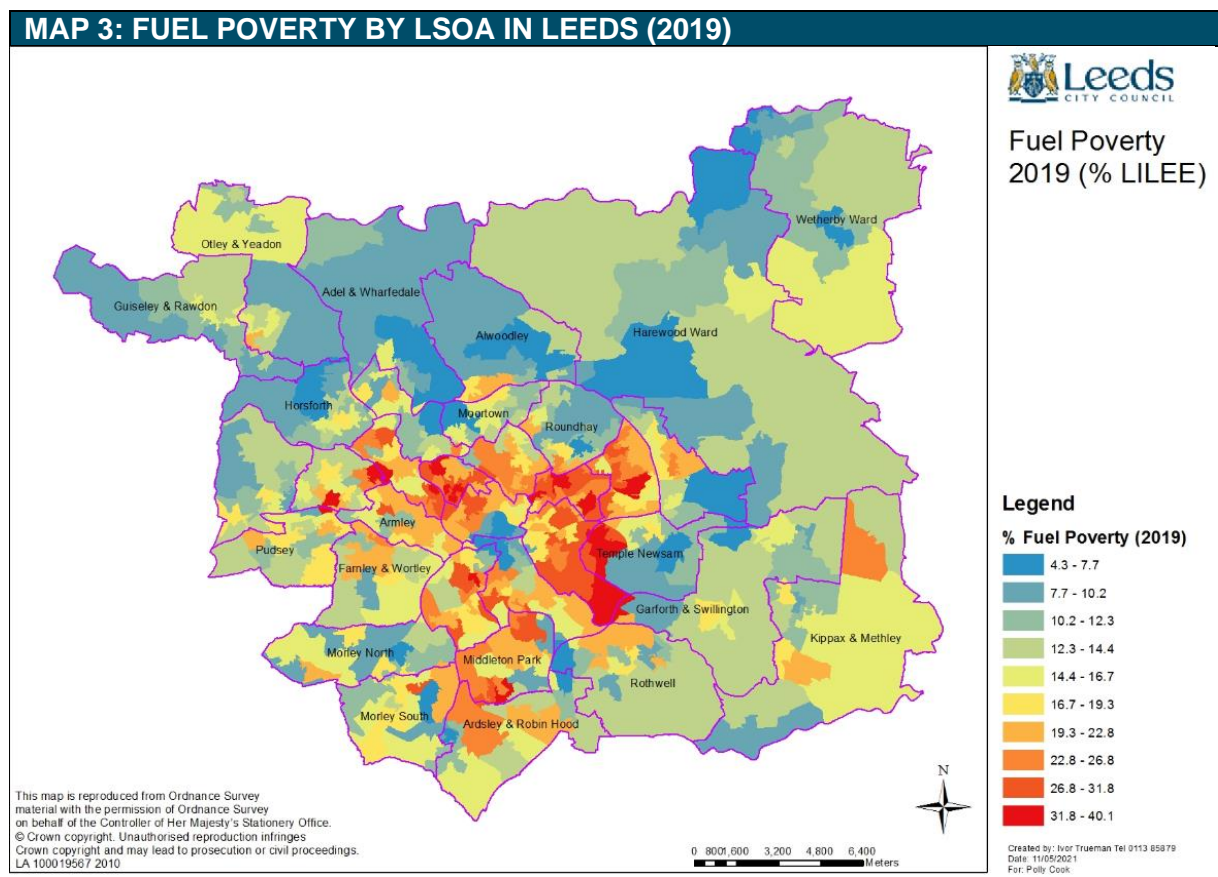 MAP 3: FUEL POVERTY BY LSOA IN LEEDS (2019)
Leeds
CITY COUNCIL
Fuel Poverty
2019 (% LILEE)
Wetherby Ward
Otley & Yeadon
Adel & Wharfedale
Guiseley & Rawdon
Alwoodley
Harewood Ward
Horsforth
Moortown
Roundhay
Armley
Pudsey
Temple Newsam
Farnley & Wortley
Garforth & Swillington
Kippax & Methley
Morley North
Middleton Park
Rothwell
Morley South
Ardsley & Robin Hood
Legend
% Fuel Poverty (2019)
4.3 - 7.7
7.7 - 10.2
10.2 - 12.3
12.3 - 14.4
14.4 - 16.7
16.7 - 19.3
19.3 - 22.8
22.8 - 26.8
26.8 - 31.8
31.8 - 40.1
N
This map is reproduced from Ordnance Survey
material with the permission of Ordnance Survey
on behalf of the Controller of Her Majesty's Stationery Office.
© Crown copyright. Unauthorised reproduction infringes
Crown copyright and may lead to prosecution or civil proceedings.
LA 100019567 2010
0 800 1,600 3,200 4,800 6,400
Meters
Created by: Ivor Trueman Tel 0113 85879
Date: 11/05/2021
For: Polly Cook